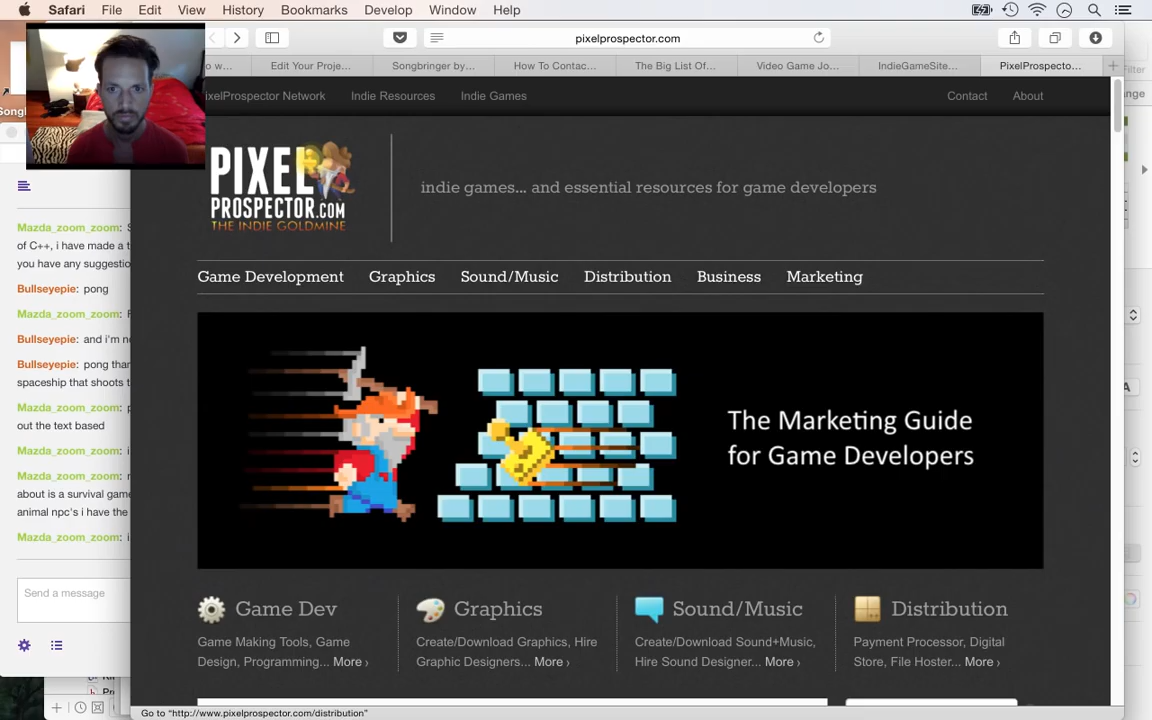 Safari File Edit View History Bookmarks Develop Window Help
pixelprospector.com
o w... Edit Your Proje... Songbringer by... How To Contac... The Big List Of... Video Game Jo... IndieGameSite... PixelProspecto...
ixelProspector Network Indie Resources Indie Games Contact About
PIXEL
PROSPECTOR.COM
THE INDIE GOLDMINE
indie games... and essential resources for game developers
Game Development Graphics Sound/Music Distribution Business Marketing
The Marketing Guide
for Game Developers
Game Dev
Game Making Tools, Game
Design, Programming... More ›
Graphics
Create/Download Graphics, Hire
Graphic Designers... More ›
Sound/Music
Create/Download Sound+Music,
Hire Sound Designer... More ›
Distribution
Payment Processor, Digital
Store, File Hoster... More ›
Go to "http://www.pixelprospector.com/distribution"
Mazda_zoom_zoom:
of C++, i have made a t
you have any suggestio
Bullseyepie: pong
Mazda_zoom_zoom:
Bullseyepie: and i'm n
Bullseyepie: pong than
spaceship that shoots t
Mazda_zoom_zoom: p
out the text based
Mazda_zoom_zoom: i
Mazda_zoom_zoom:
about is a survival game
animal npc's i have the
Mazda_zoom_zoom: i
Send a message
Filter
ange